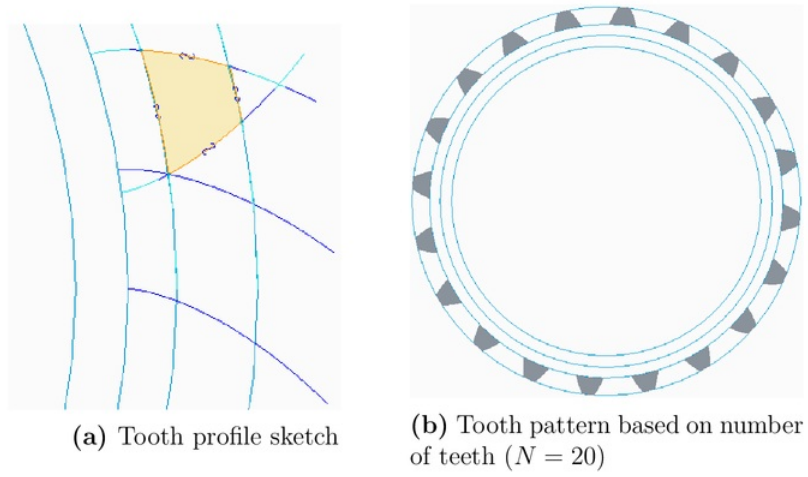 (a) Tooth profile sketch
(b) Tooth pattern based on number
of teeth (N = 20)